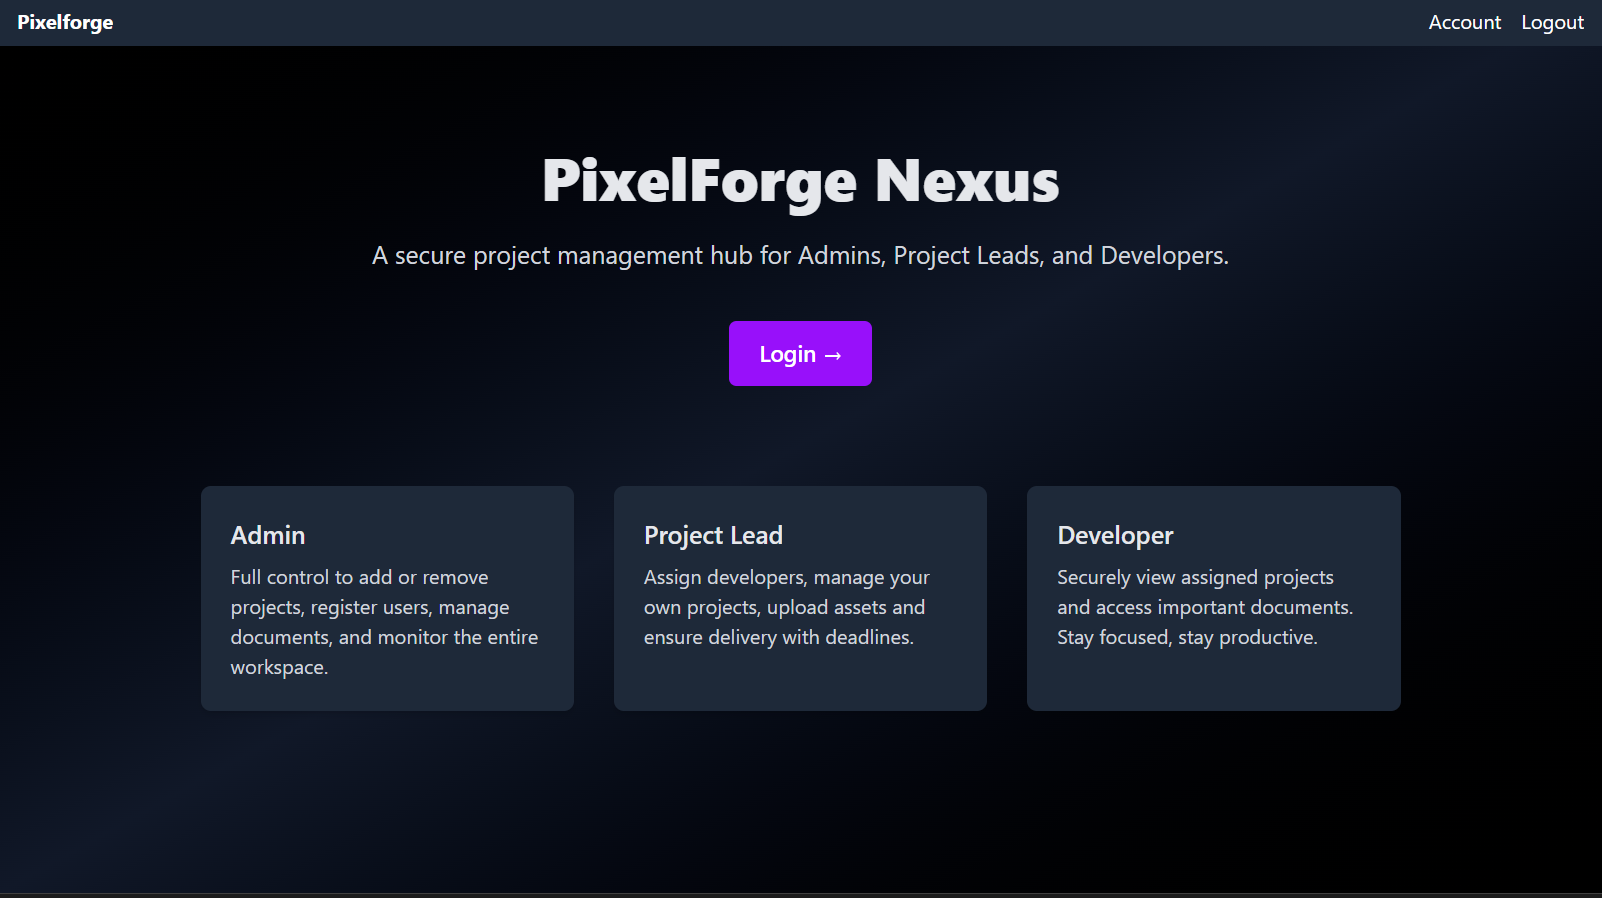 Pixelforge
Account
Logout
PixelForge Nexus
A secure project management hub for Admins, Project Leads, and Developers.
Login →
Admin
Full control to add or remove
projects, register users, manage
documents, and monitor the entire
workspace.
Project Lead
Assign developers, manage your
own projects, upload assets and
ensure delivery with deadlines.
Developer
Securely view assigned projects
and access important documents.
Stay focused, stay productive.